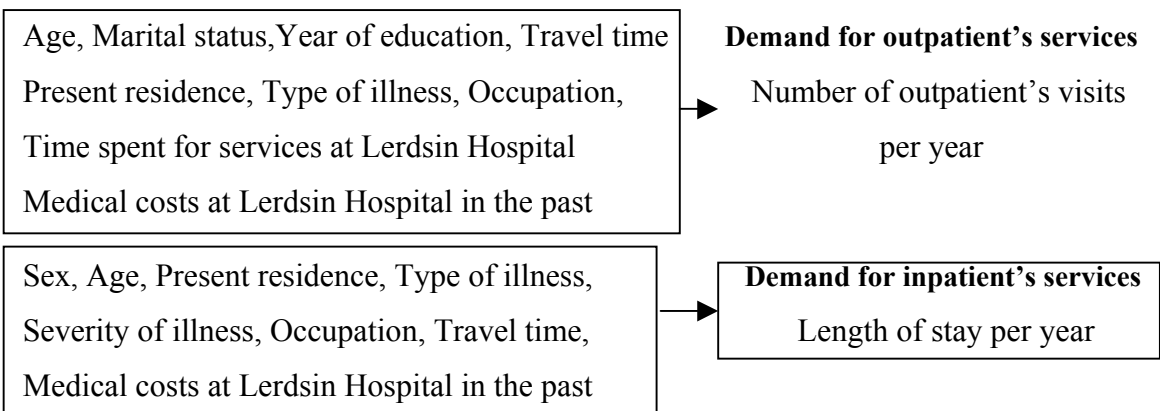 Age, Marital status,Year of education, Travel time
Present residence, Type of illness, Occupation,
Time spent for services at Lerdsin Hospital
Medical costs at Lerdsin Hospital in the past
Demand for outpatient’s services
Number of outpatient’s visits
per year
Sex, Age, Present residence, Type of illness,
Severity of illness, Occupation, Travel time,
Medical costs at Lerdsin Hospital in the past
Demand for inpatient’s services
Length of stay per year